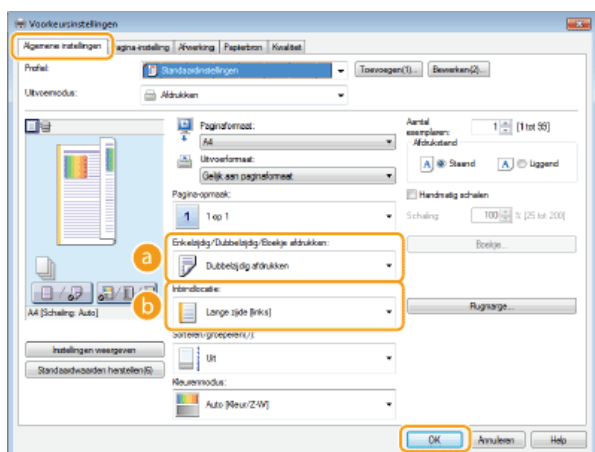 Voorkeursinstellingen
Algemene instellingen Pagina-instelling Afwerking Papierbron Kwaliteit
Profiel: Standaardinstellingen Toevoegen(1)... Bewerken(2)...
Uitvoermodus: Afdrukken
Paginaformaat:
A4
Uitvoerformaat:
Gelijk aan paginaformaat
Pagina-opmaak:
1 1 op 1
a Enkelzijdig/Dubbelzijdig/Boekje afdrukken:
Dubbelzijdig afdrukken
b Inbindlocatie:
Lange zijde [links]
Sorteren/groeperen(/):
Uit
Kleurenmodus:
Auto [Kleur/Z-W]
A4 [Schaling: Auto]
Instellingen weergeven
Standaardwaarden herstellen(6)
Aantal exemplaren: 1 [1 tot 99]
Afdrukstand
A Staand A Liggend
Handmatig schalen
Schaling: 100 % [25 tot 200]
Boekje...
Rugmarge...
OK Annuleren Help